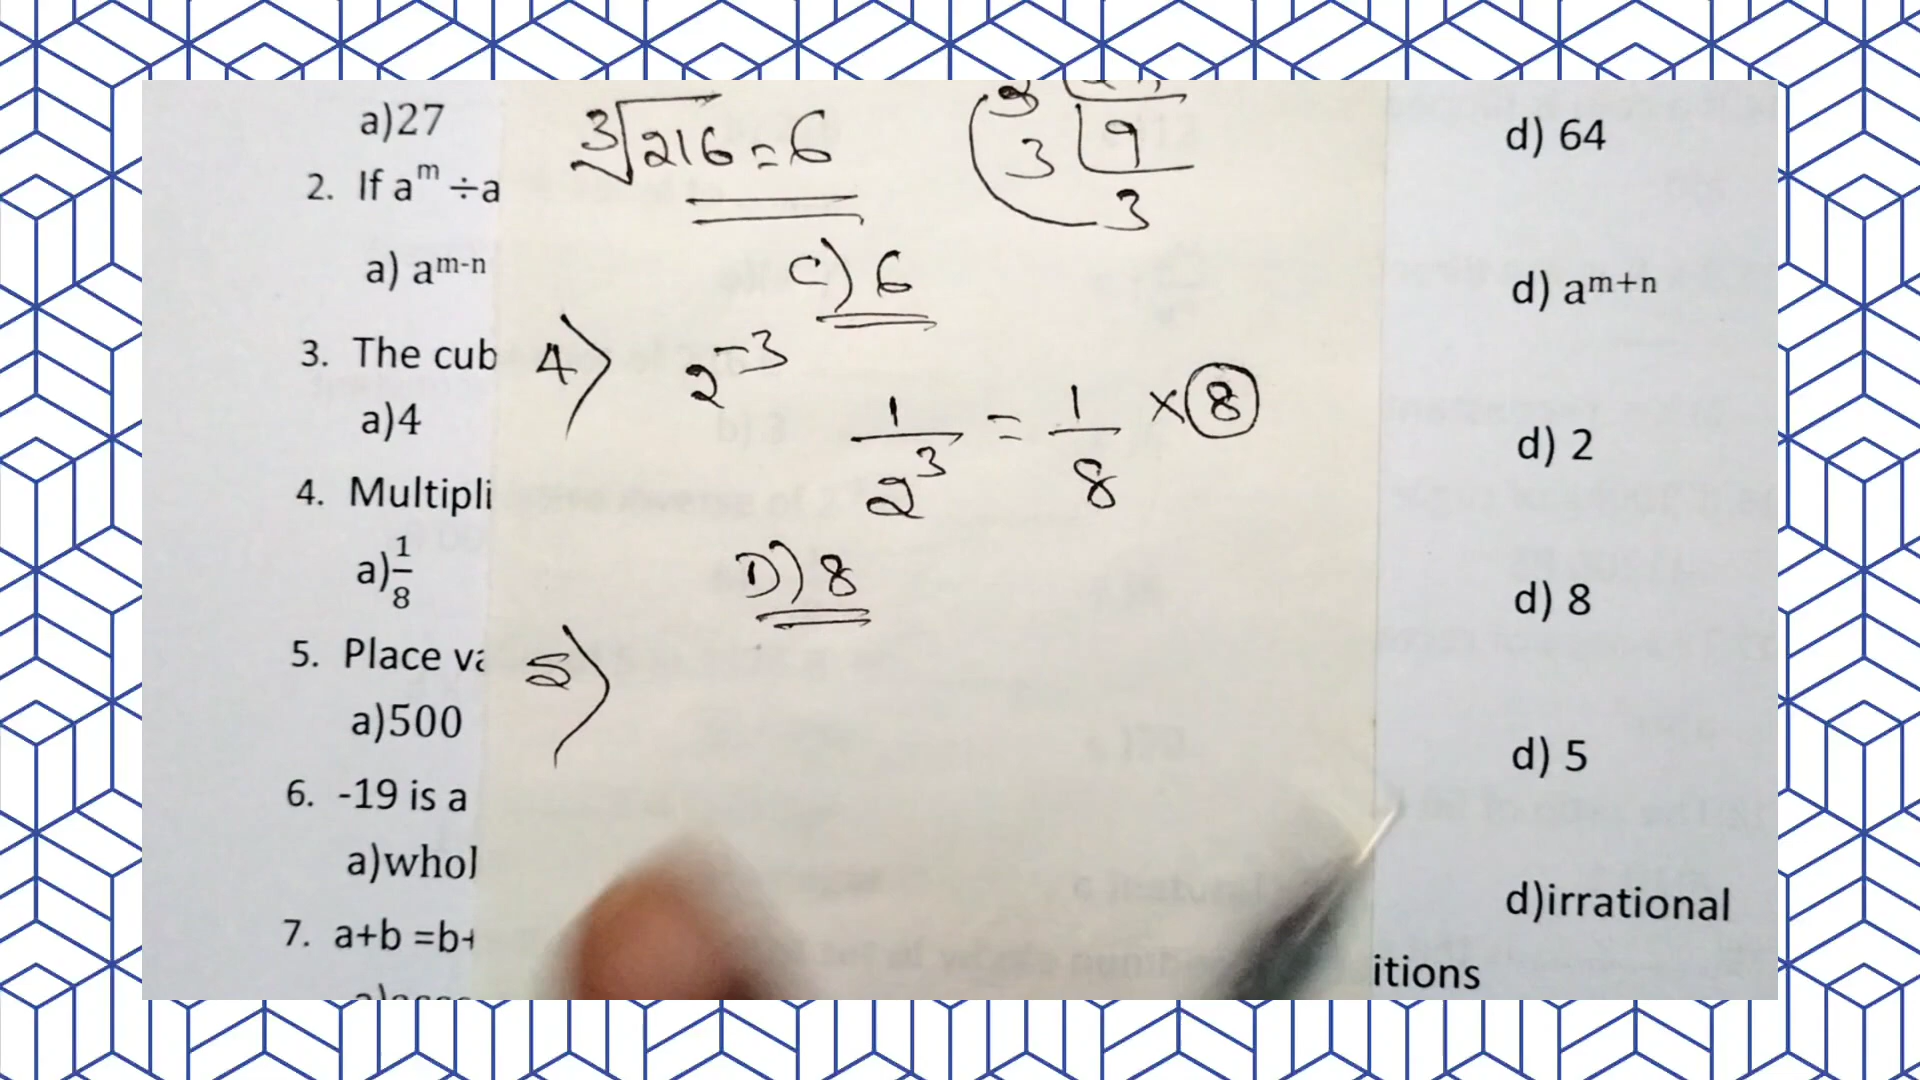 a)27
∛216 = 6
3 9
3
d) 64
2. If aᵐ ÷a
a) aᵐ⁻ⁿ
C) 6
d) aᵐ⁺ⁿ
3. The cub
4) 2⁻³
a)4
1/2³ = 1/8 × 8
d) 2
4. Multipli
a) 1/8
D) 8
d) 8
5. Place va
5)
a)500
d) 5
6. -19 is a
a)whol
d)irrational
7. a+b =b+
itions